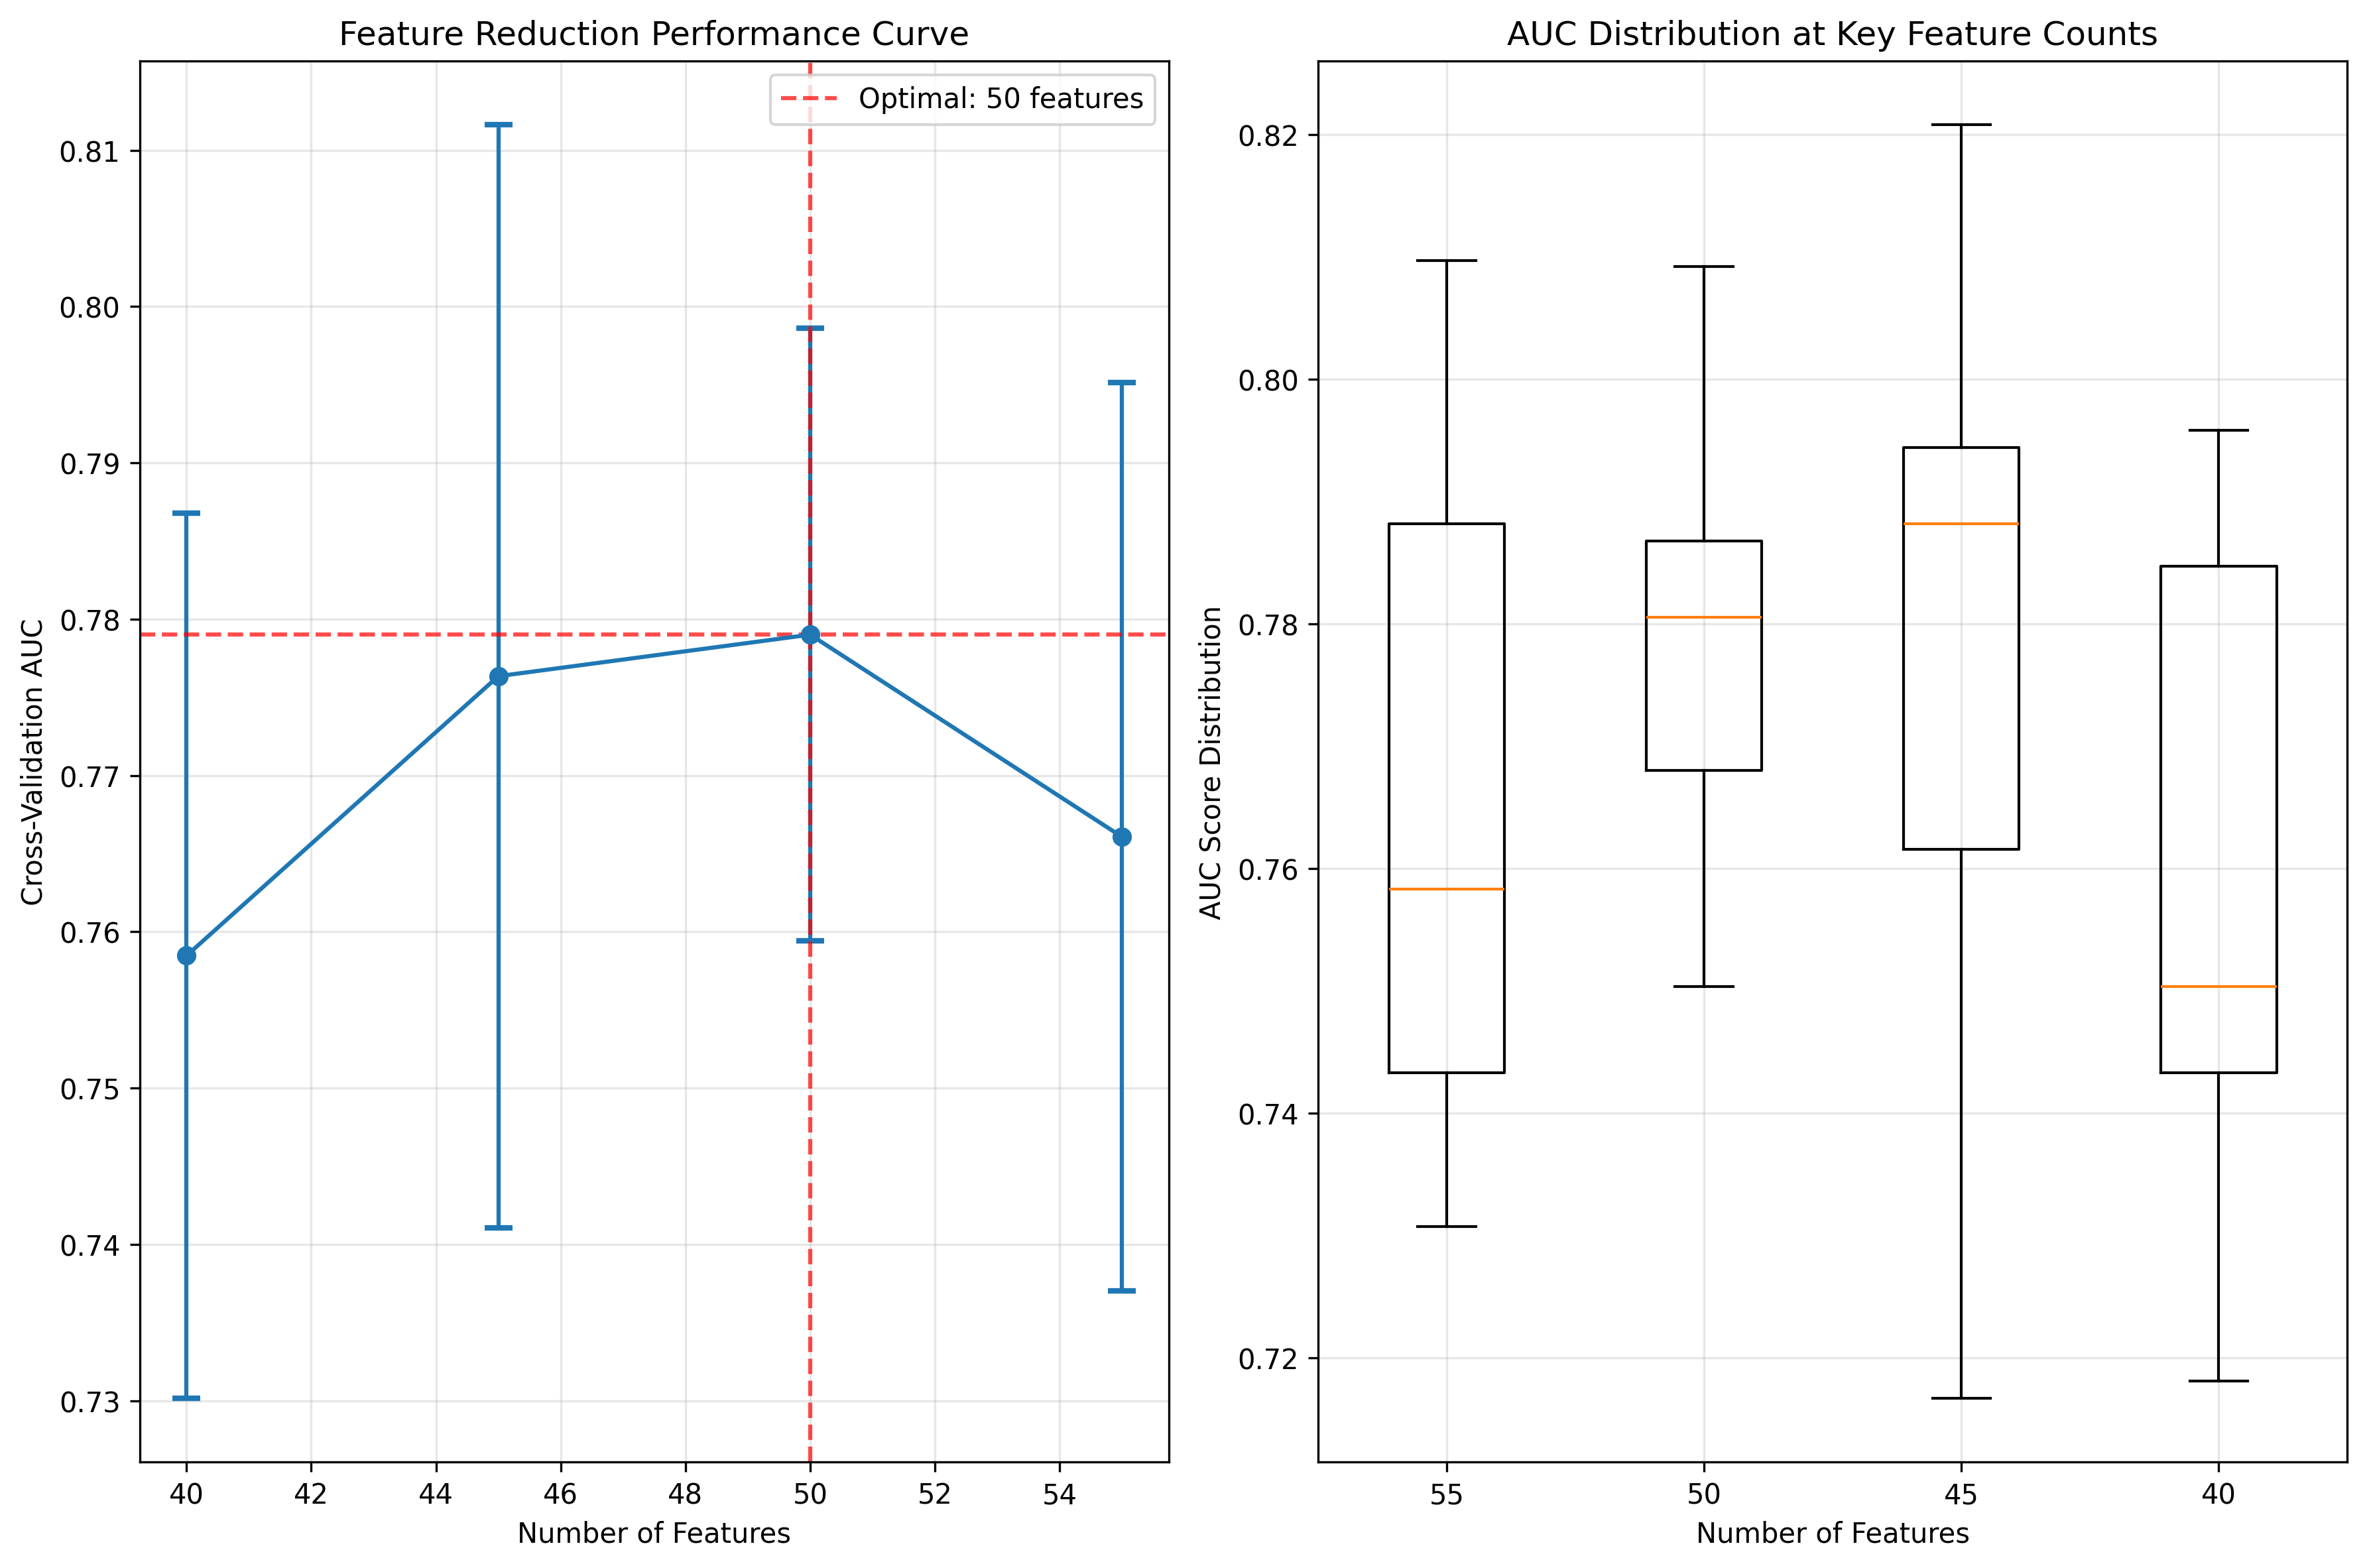 Feature Reduction Performance Curve
Optimal: 50 features
0.81
0.80
0.79
0.78
0.77
0.76
0.75
0.74
0.73
Cross-Validation AUC
40 42 44 46 48 50 52 54
Number of Features
AUC Distribution at Key Feature Counts
0.82
0.80
0.78
0.76
0.74
0.72
AUC Score Distribution
55 50 45 40
Number of Features